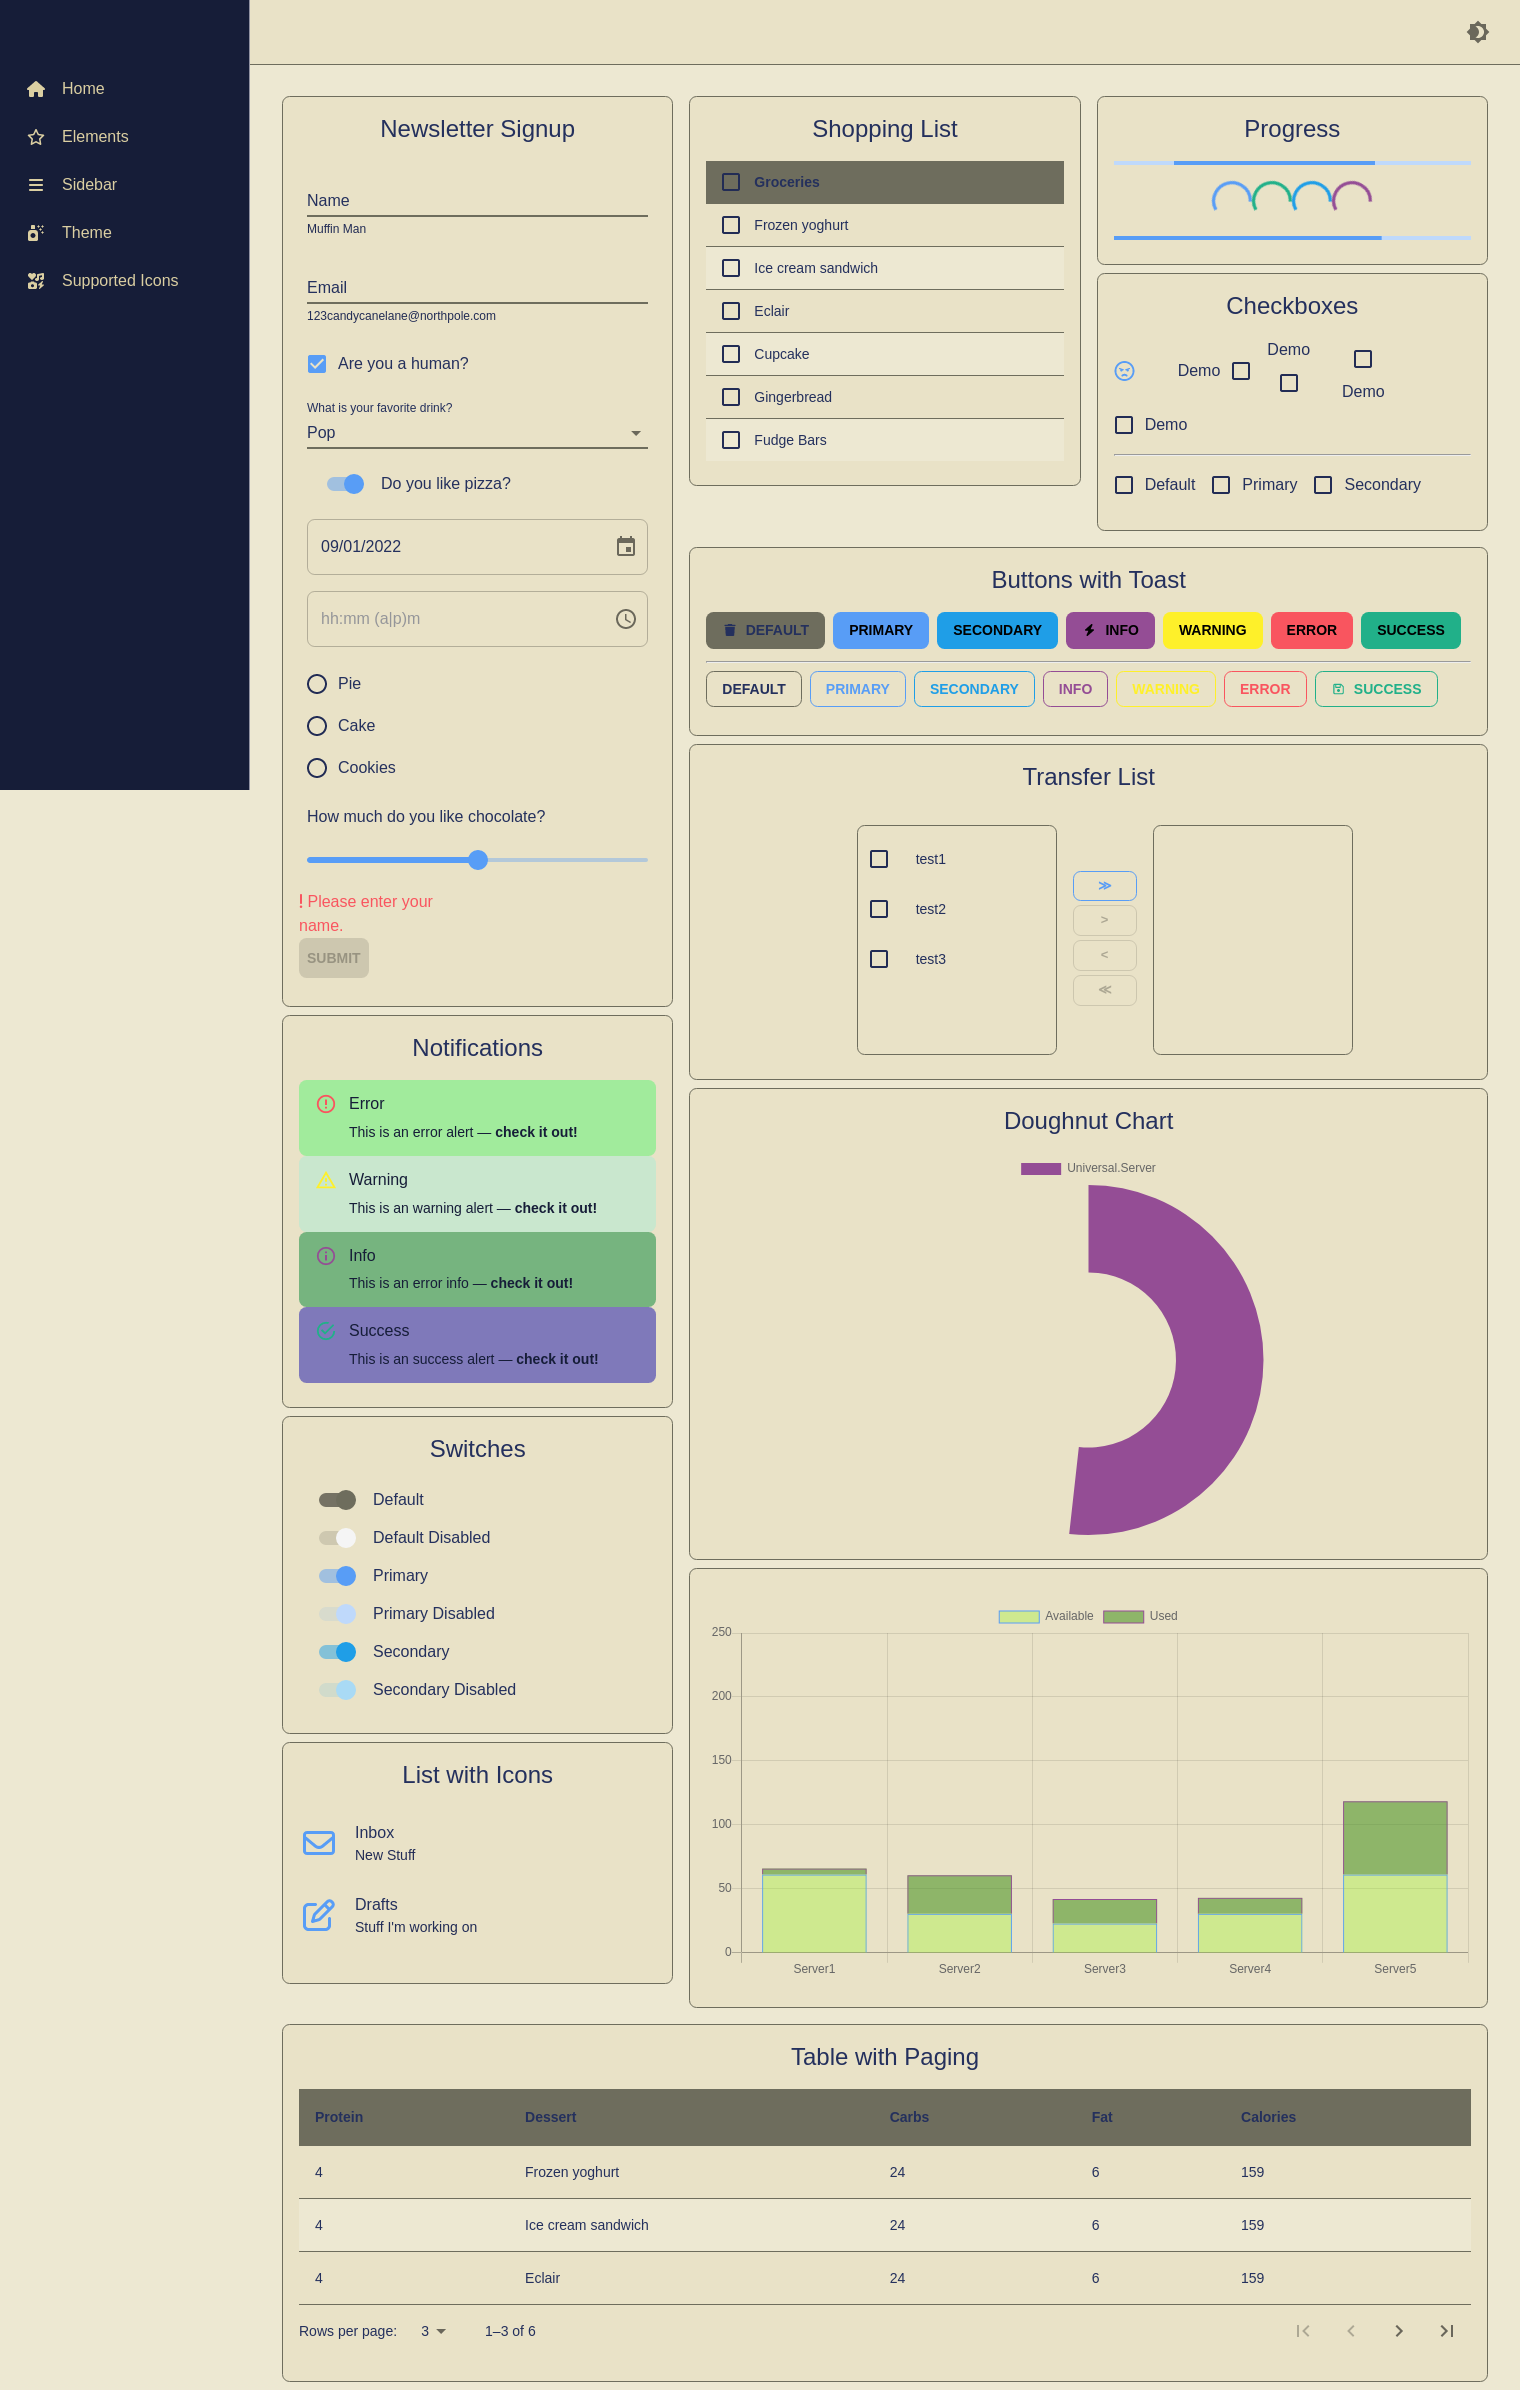 Home
Elements
Sidebar
Theme
Supported Icons
Newsletter Signup
Name
Muffin Man
Email
123candycanelane@northpole.com
Are you a human?
What is your favorite drink?
Pop
Do you like pizza?
09/01/2022
hh:mm (a|p)m
Pie
Cake
Cookies
How much do you like chocolate?
! Please enter your
name.
SUBMIT
Notifications
Error
This is an error alert — check it out!
Warning
This is an warning alert — check it out!
Info
This is an error info — check it out!
Success
This is an success alert — check it out!
Switches
Default
Default Disabled
Primary
Primary Disabled
Secondary
Secondary Disabled
List with Icons
Inbox
New Stuff
Drafts
Stuff I'm working on
Shopping List
Groceries
Frozen yoghurt
Ice cream sandwich
Eclair
Cupcake
Gingerbread
Fudge Bars
Progress
Checkboxes
Demo
Demo
Demo
Demo
Default Primary Secondary
Buttons with Toast
DEFAULT PRIMARY SECONDARY INFO WARNING ERROR SUCCESS
DEFAULT PRIMARY SECONDARY INFO WARNING ERROR SUCCESS
Transfer List
test1
test2
test3
≫
>
<
≪
Doughnut Chart
Universal.Server
Available Used
250
200
150
100
50
0
Server1 Server2 Server3 Server4 Server5
Table with Paging
Protein Dessert Carbs Fat Calories
4 Frozen yoghurt 24 6 159
4 Ice cream sandwich 24 6 159
4 Eclair 24 6 159
Rows per page: 3 1–3 of 6